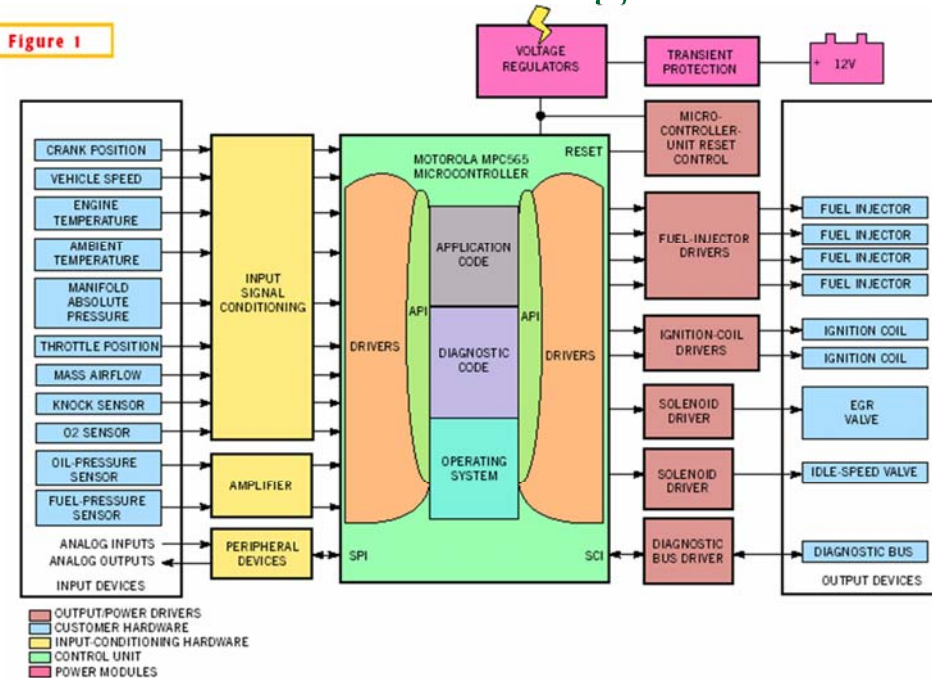 Figure 1
VOLTAGE
REGULATORS
TRANSIENT
PROTECTION
+ 12V
CRANK POSITION
VEHICLE SPEED
ENGINE
TEMPERATURE
AMBIENT
TEMPERATURE
MANIFOLD
ABSOLUTE
PRESSURE
THROTTLE POSITION
MASS AIRFLOW
KNOCK SENSOR
O2 SENSOR
OIL-PRESSURE
SENSOR
FUEL-PRESSURE
SENSOR
ANALOG INPUTS
ANALOG OUTPUTS
INPUT DEVICES
INPUT
SIGNAL
CONDITIONING
AMPLIFIER
PERIPHERAL
DEVICES
RESET
MOTOROLA MPC565
MICROCONTROLLER
DRIVERS
API
APPLICATION
CODE
DIAGNOSTIC
CODE
OPERATING
SYSTEM
API
DRIVERS
SPI
SCI
MICRO-
CONTROLLER-
UNIT RESET
CONTROL
FUEL-INJECTOR
DRIVERS
IGNITION-COIL
DRIVERS
SOLENOID
DRIVER
SOLENOID
DRIVER
DIAGNOSTIC
BUS DRIVER
FUEL INJECTOR
FUEL INJECTOR
FUEL INJECTOR
FUEL INJECTOR
IGNITION COIL
IGNITION COIL
EGR
VALVE
IDLE-SPEED VALVE
DIAGNOSTIC BUS
OUTPUT DEVICES
OUTPUT/POWER DRIVERS
CUSTOMER HARDWARE
INPUT-CONDITIONING HARDWARE
CONTROL UNIT
POWER MODULES